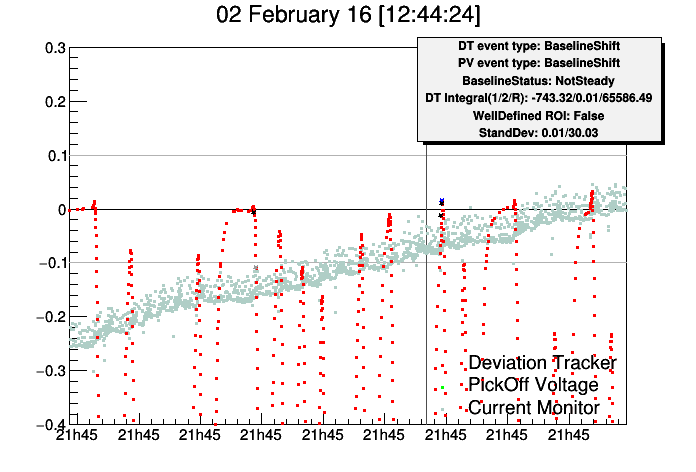 02 February 16 [12:44:24]
DT event type: BaselineShift
PV event type: BaselineShift
BaselineStatus: NotSteady
DT Integral(1/2/R): -743.32/0.01/65586.49
WellDefined ROI: False
StandDev: 0.01/30.03
0.3
0.2
0.1
0
−0.1
−0.2
−0.3
−0.4
Deviation Tracker
PickOff Voltage
Current Monitor
21h45 21h45 21h45 21h45 21h45 21h45 21h45 21h45 21h45